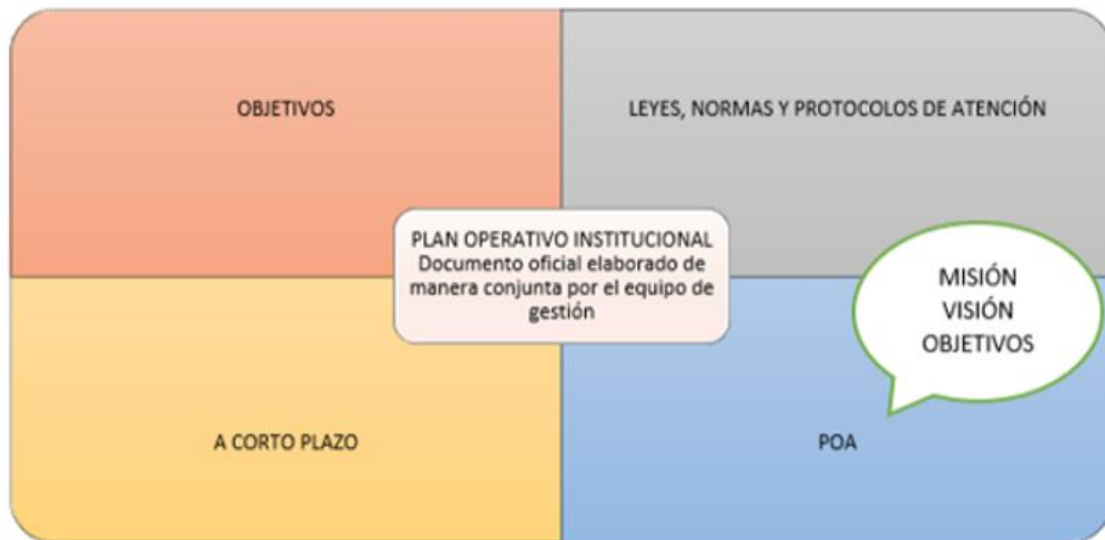 OBJETIVOS
LEYES, NORMAS Y PROTOCOLOS DE ATENCIÓN
PLAN OPERATIVO INSTITUCIONAL
Documento oficial elaborado de
manera conjunta por el equipo de
gestión
MISIÓN
VISIÓN
OBJETIVOS
A CORTO PLAZO
POA